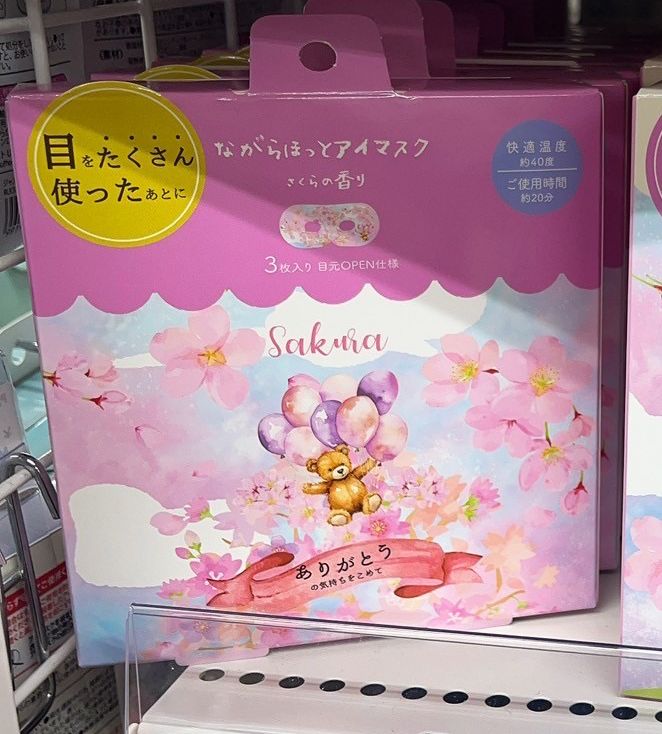 目をたくさん
使ったあとに
ながらほっとアイマスク
さくらの香り
3枚入り 目元OPEN仕様
快適温度
約40度
ご使用時間
約20分
Sakura
ありがとう
の気持ちをこめて